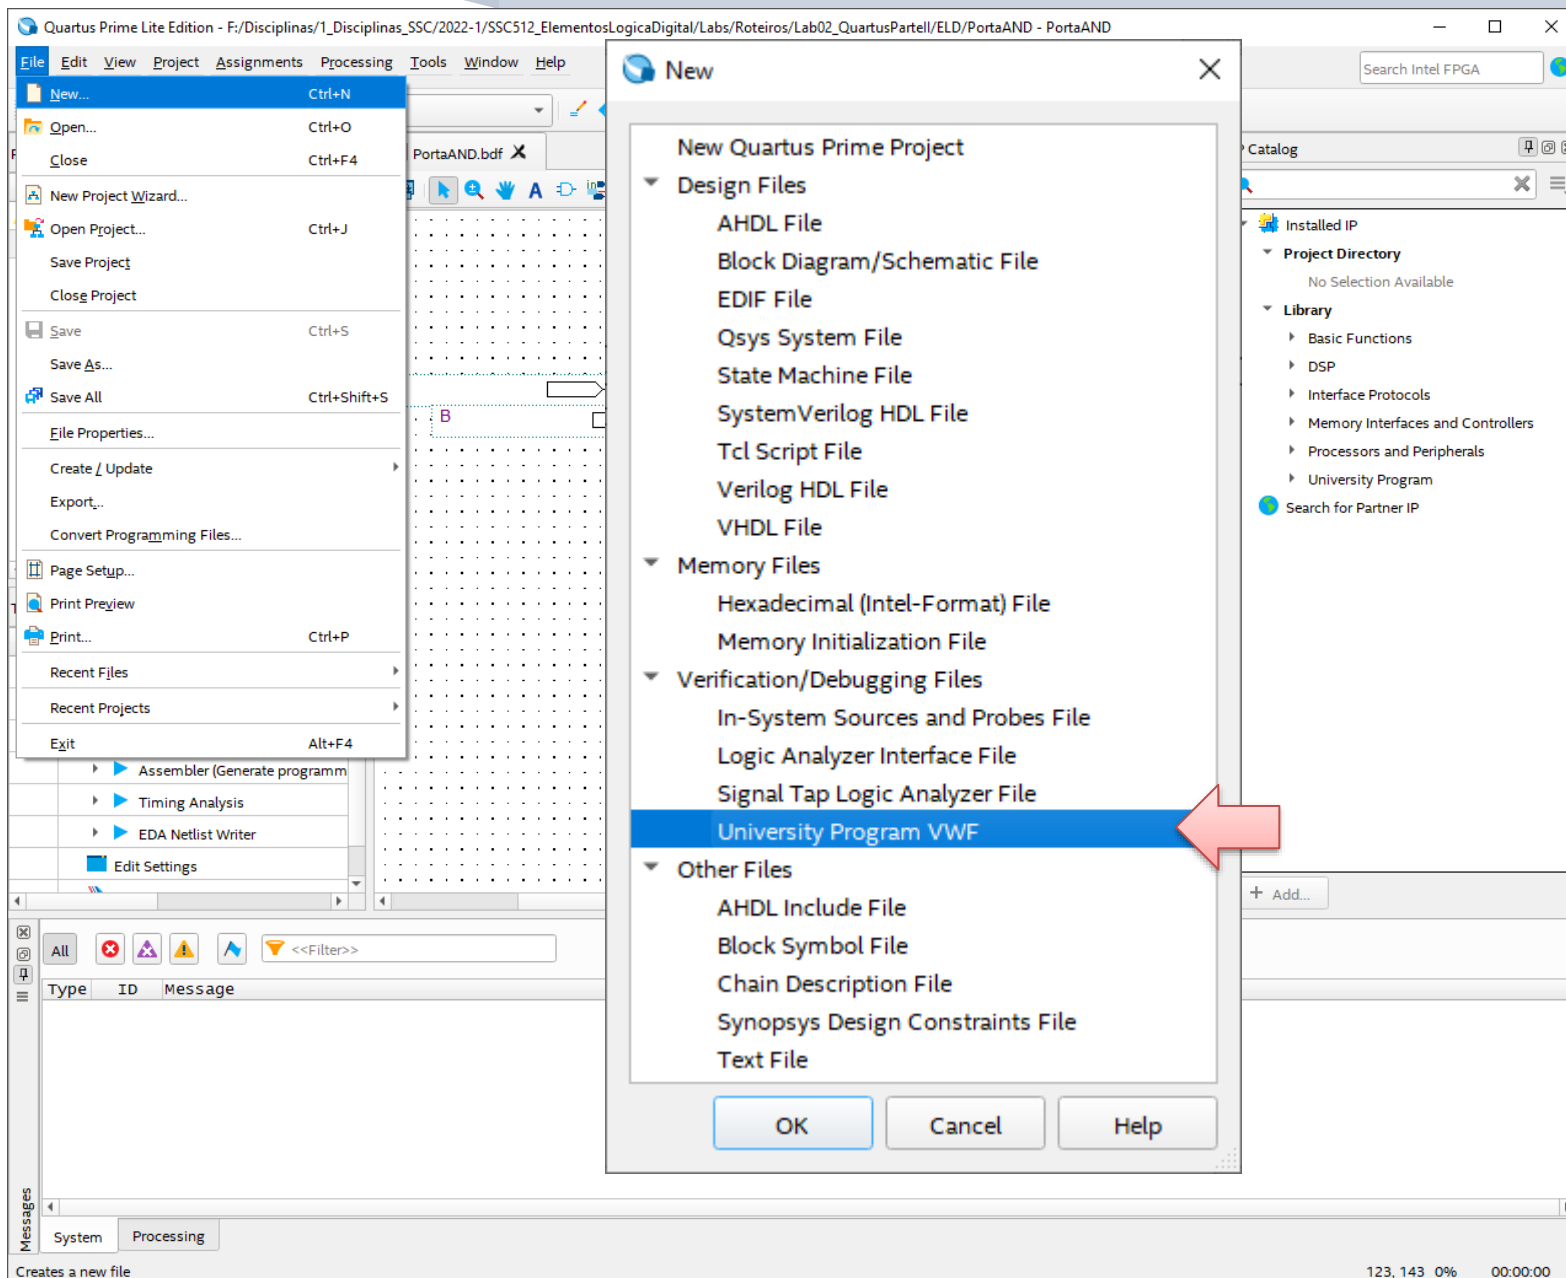 Quartus Prime Lite Edition - F:/Disciplinas/1_Disciplinas_SSC/2022-1/SSC512_ElementosLogicaDigital/Labs/Roteiros/Lab02_QuartusPartell/ELD/PortaAND - PortaAND
File Edit View Project Assignments Processing Tools Window Help
Search Intel FPGA
New... Ctrl+N
Open... Ctrl+O
Close Ctrl+F4
New Project Wizard...
Open Project... Ctrl+J
Save Project
Close Project
Save Ctrl+S
Save As...
Save All Ctrl+Shift+S
File Properties...
Create / Update
Export...
Convert Programming Files...
Page Setup...
Print Preview
Print... Ctrl+P
Recent Files
Recent Projects
Exit Alt+F4
Assembler (Generate programm
Timing Analysis
EDA Netlist Writer
Edit Settings
PortaAND.bdf
A
B
New
New Quartus Prime Project
Design Files
AHDL File
Block Diagram/Schematic File
EDIF File
Qsys System File
State Machine File
SystemVerilog HDL File
Tcl Script File
Verilog HDL File
VHDL File
Memory Files
Hexadecimal (Intel-Format) File
Memory Initialization File
Verification/Debugging Files
In-System Sources and Probes File
Logic Analyzer Interface File
Signal Tap Logic Analyzer File
University Program VWF
Other Files
AHDL Include File
Block Symbol File
Chain Description File
Synopsys Design Constraints File
Text File
OK Cancel Help
Catalog
Installed IP
Project Directory
No Selection Available
Library
Basic Functions
DSP
Interface Protocols
Memory Interfaces and Controllers
Processors and Peripherals
University Program
Search for Partner IP
+ Add...
All <<Filter>>
Type ID Message
Messages
System Processing
Creates a new file 123, 143 0% 00:00:00